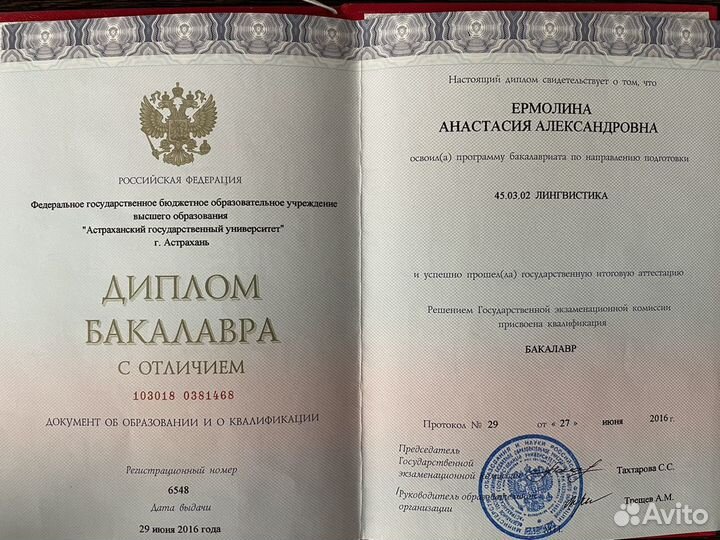 РОССИЙСКАЯ ФЕДЕРАЦИЯ
Федеральное государственное бюджетное образовательное учреждение
высшего образования
"Астраханский государственный университет"
г. Астрахань
ДИПЛОМ
БАКАЛАВРА
С ОТЛИЧИЕМ
103018 0381468
ДОКУМЕНТ ОБ ОБРАЗОВАНИИ И О КВАЛИФИКАЦИИ
Регистрационный номер
6548
Дата выдачи
29 июня 2016 года
Настоящий диплом свидетельствует о том, что
ЕРМОЛИНА
АНАСТАСИЯ АЛЕКСАНДРОВНА
освоил(а) программу бакалавриата по направлению подготовки
45.03.02 ЛИНГВИСТИКА
и успешно прошел(ла) государственную итоговую аттестацию
Решением Государственной экзаменационной комиссии
присвоена квалификация
БАКАЛАВР
Протокол № 29 от « 27 » июня 2016 г.
Председатель
Государственной
экзаменационной Тахтарова С.С.
Руководитель образовательной Трещев А.М.
организации
Avito